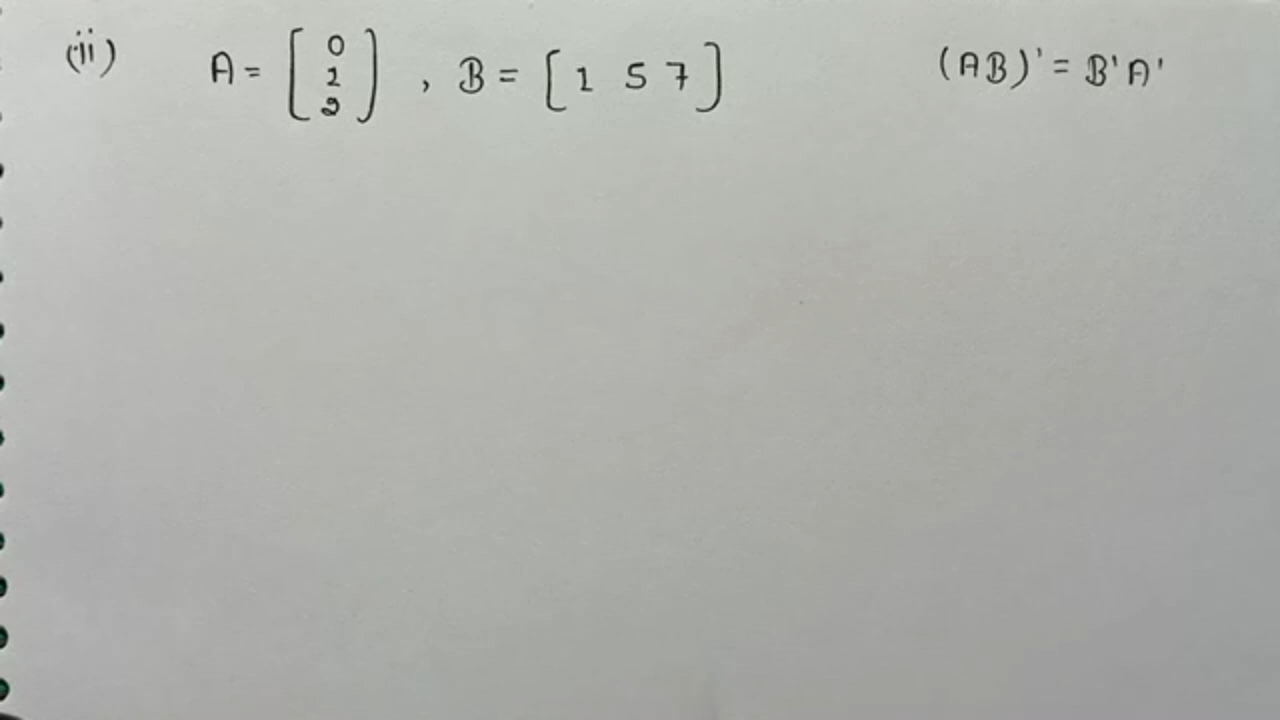 (ii) A = [ 0 1 2 ] , B = [ 1 5 7 ] (AB)' = B'A'